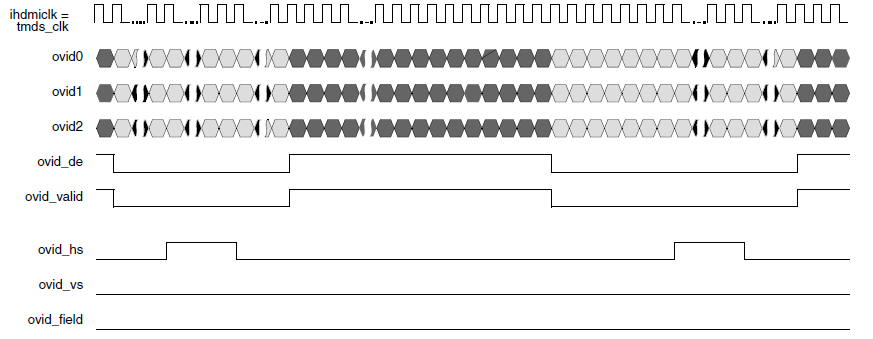 ihdmiclk =
tmds_clk
ovid0
ovid1
ovid2
ovid_de
ovid_valid
ovid_hs
ovid_vs
ovid_field